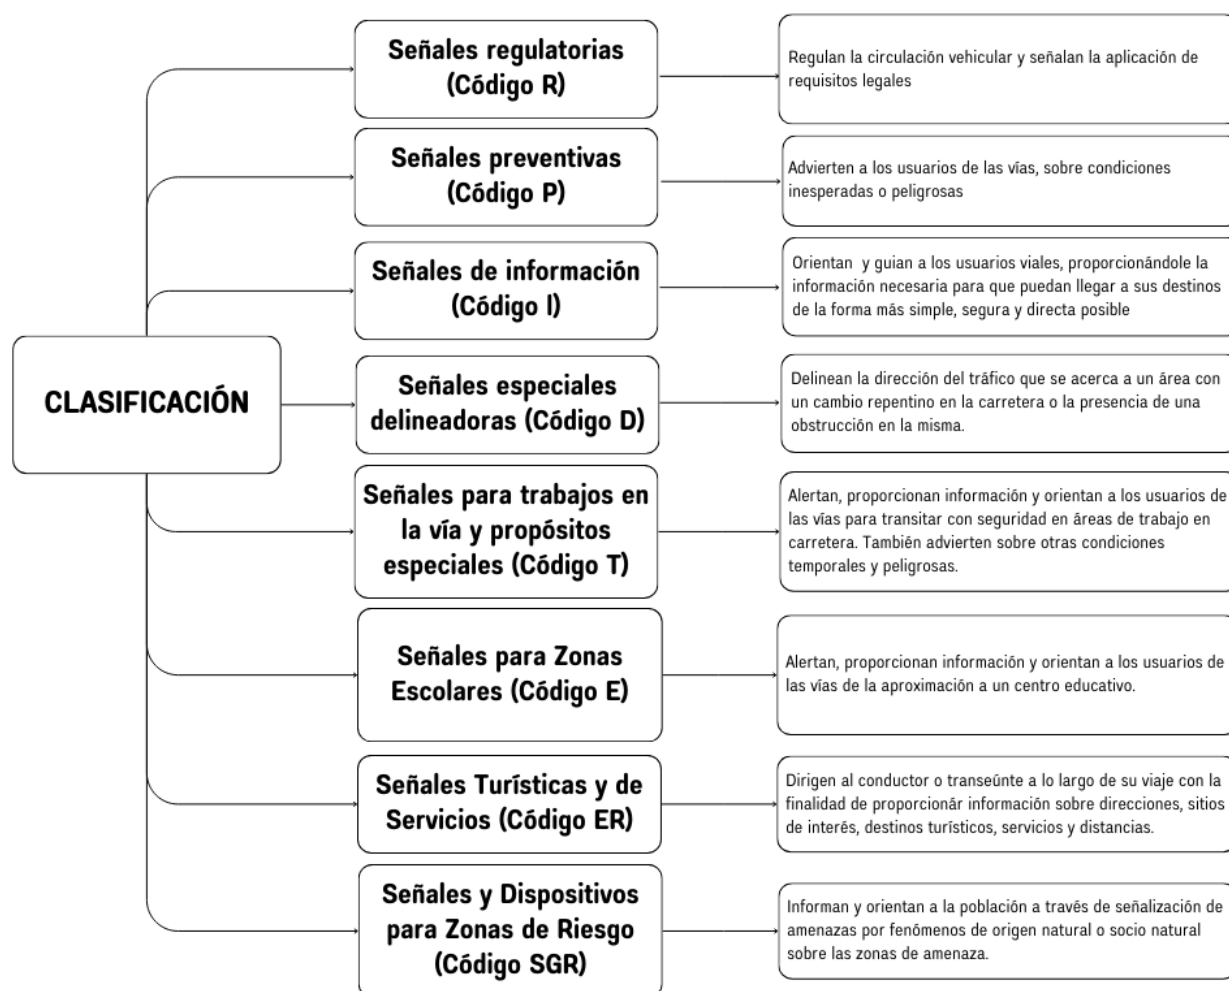 Señales regulatorias
(Código R)
Regulan la circulación vehicular y señalan la aplicación de
requisitos legales
Señales preventivas
(Código P)
Advierten a los usuarios de las vías, sobre condiciones
inesperadas o peligrosas
Señales de información
(Código I)
Orientan y guian a los usuarios viales, proporcionándole la
información necesaria para que puedan llegar a sus destinos
de la forma más simple, segura y directa posible
CLASIFICACIÓN
Señales especiales
delineadoras (Código D)
Delinean la dirección del tráfico que se acerca a un área con
un cambio repentino en la carretera o la presencia de una
obstrucción en la misma.
Señales para trabajos en
la vía y propósitos
especiales (Código T)
Alertan, proporcionan información y orientan a los usuarios de
las vías para transitar con seguridad en áreas de trabajo en
carretera. También advierten sobre otras condiciones
temporales y peligrosas.
Señales para Zonas
Escolares (Código E)
Alertan, proporcionan información y orientan a los usuarios de
las vías de la aproximación a un centro educativo.
Señales Turísticas y de
Servicios (Código ER)
Dirigen al conductor o transeúnte a lo largo de su viaje con la
finalidad de proporcionár información sobre direcciones, sitios
de interés, destinos turísticos, servicios y distancias.
Señales y Dispositivos
para Zonas de Riesgo
(Código SGR)
Informan y orientan a la población a través de señalización de
amenazas por fenómenos de origen natural o socio natural
sobre las zonas de amenaza.